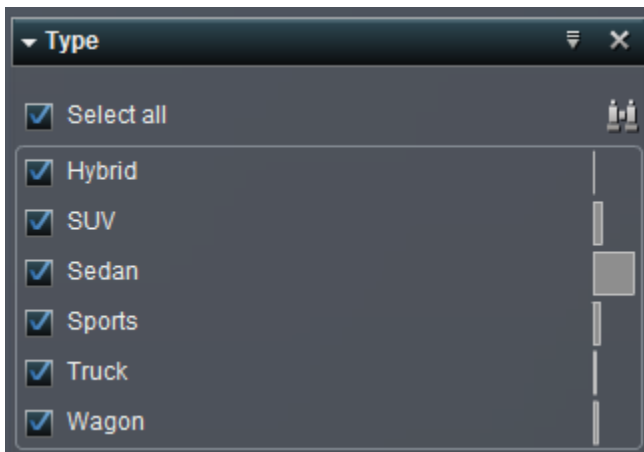 Type
Select all
Hybrid
SUV
Sedan
Sports
Truck
Wagon